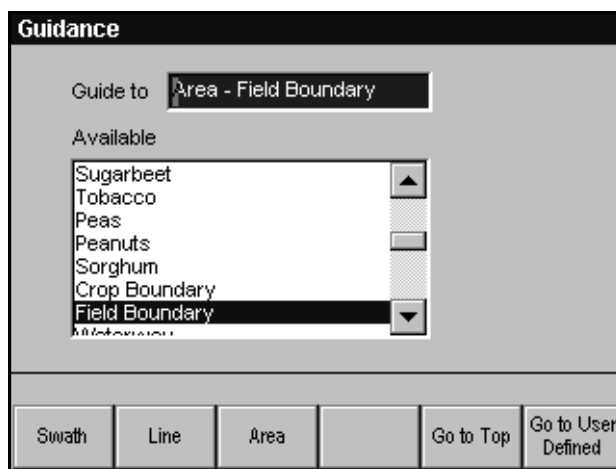 Guidance
Guide to Area - Field Boundary
Available
Sugarbeet
Tobacco
Peas
Peanuts
Sorghum
Crop Boundary
Field Boundary
Swath Line Area Go to Top Go to User Defined